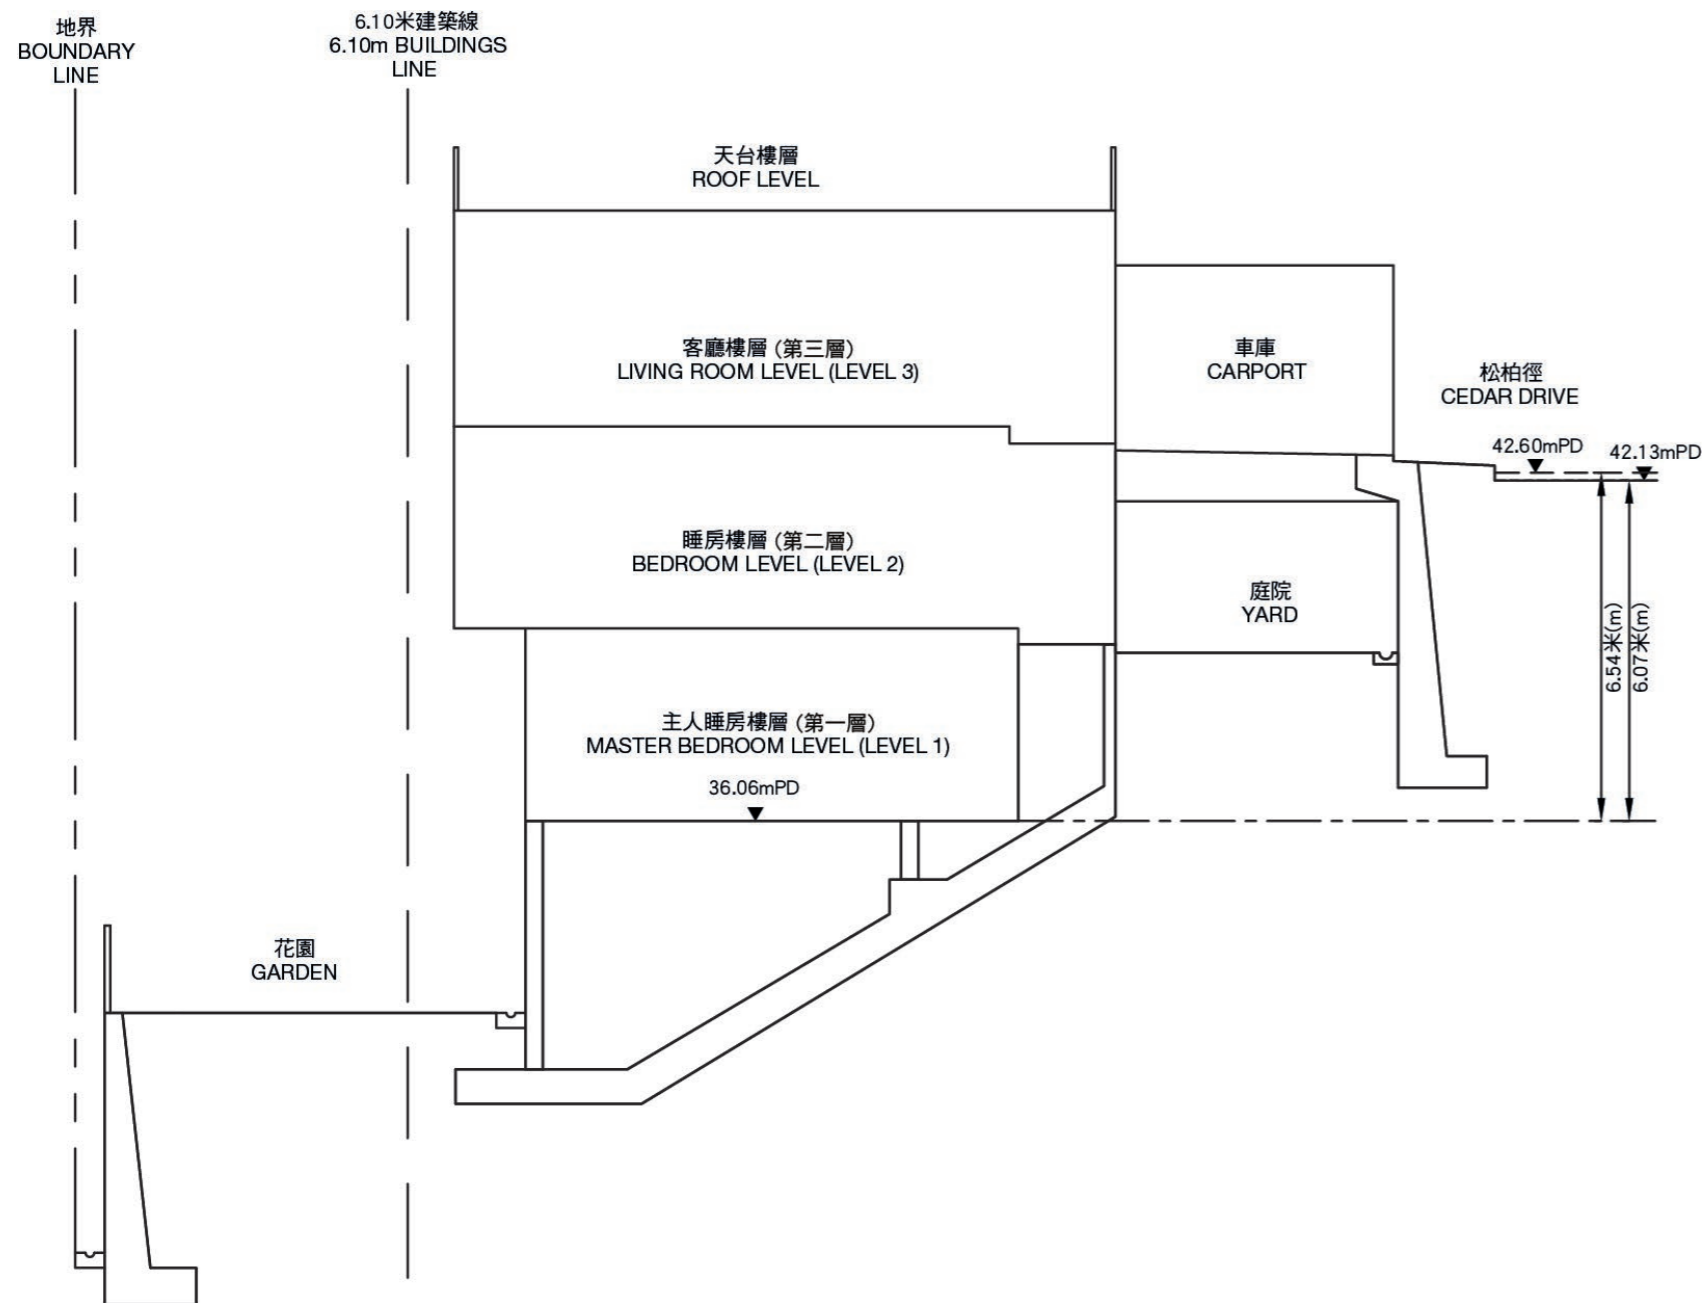 地界
BOUNDARY
LINE
6.10米建築線
6.10m BUILDINGS
LINE
天台樓層
ROOF LEVEL
客廳樓層 (第三層)
LIVING ROOM LEVEL (LEVEL 3)
車庫
CARPORT
松柏徑
CEDAR DRIVE
42.60mPD
42.13mPD
睡房樓層 (第二層)
BEDROOM LEVEL (LEVEL 2)
庭院
YARD
6.54米(m)
6.07米(m)
主人睡房樓層 (第一層)
MASTER BEDROOM LEVEL (LEVEL 1)
36.06mPD
花園
GARDEN